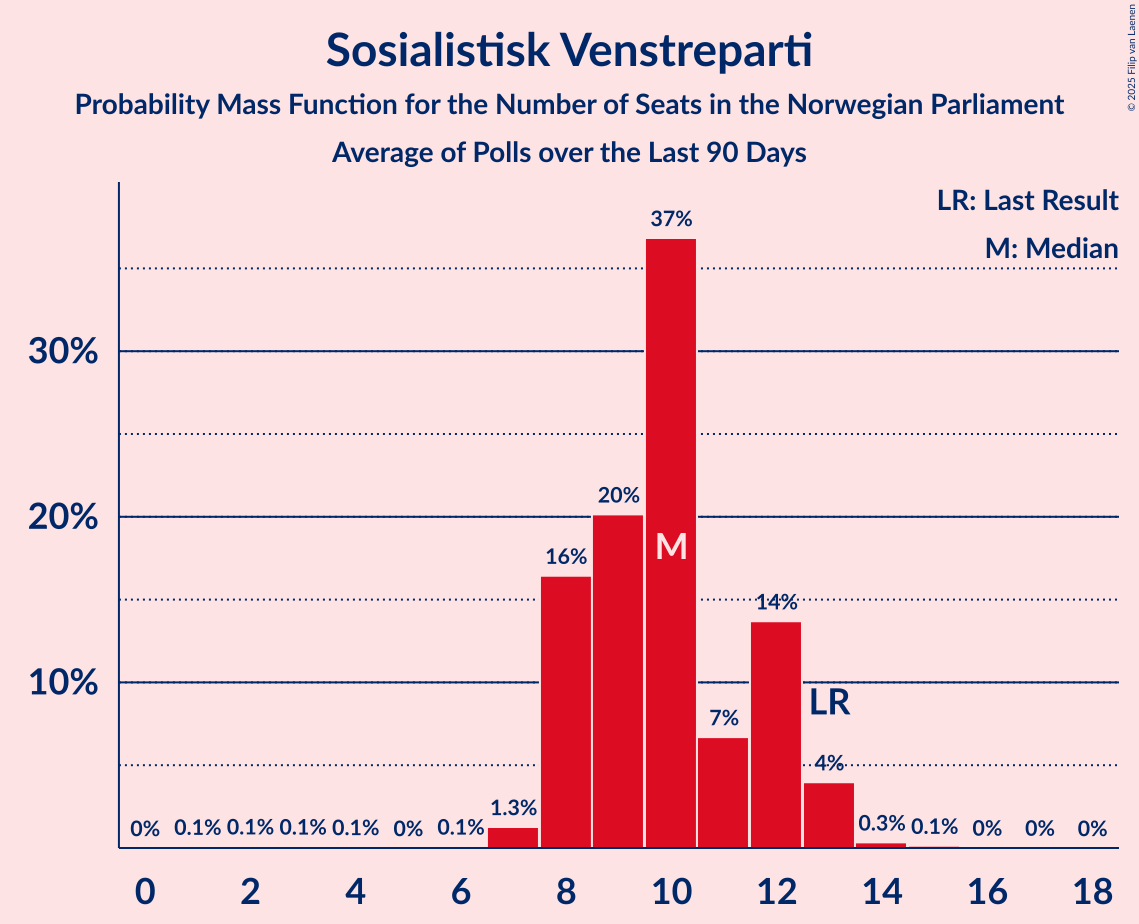 Sosialistisk Venstreparti
Probability Mass Function for the Number of Seats in the Norwegian Parliament
Average of Polls over the Last 90 Days
© 2025 Filip van Laenen
LR: Last Result
M: Median
37%
30%
20%
20%
M
16%
14%
10%
LR
7%
4%
1.3%
0% 0.1% 0.1% 0.1% 0.1% 0% 0.1% 0.3% 0.1% 0% 0% 0%
0 2 4 6 8 10 12 14 16 18